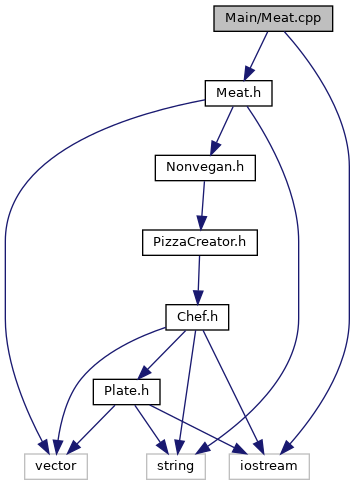 Main/Meat.cpp
Meat.h
Nonvegan.h
PizzaCreator.h
Chef.h
Plate.h
vector
string
iostream